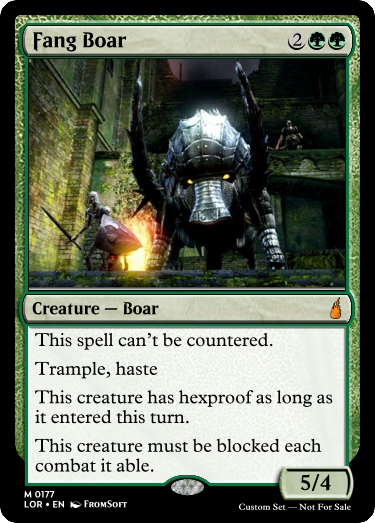 Fang Boar 2
This spell can't be countered.
Creature — Boar
Trample, haste
This creature has hexproof as long as
it entered this turn.
This creature must be blocked each
combat it able.
5/4
M 0177
LOR • EN FROMSOFT
Custom Set — Not For Sale